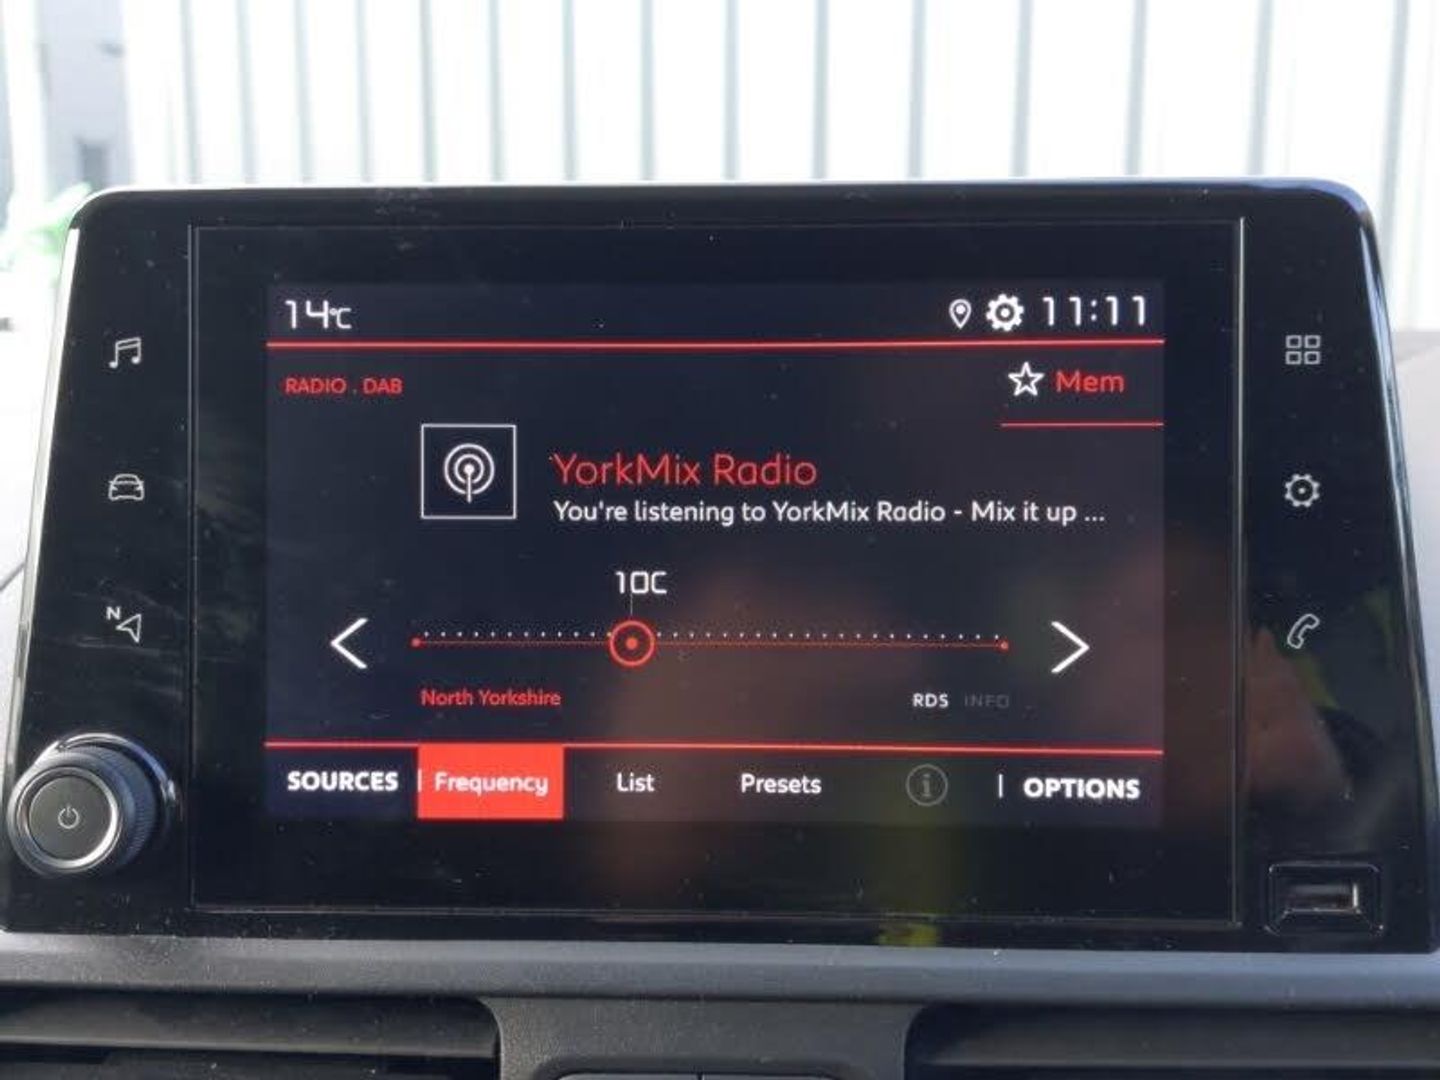 14°C 11:11
RADIO . DAB
Mem
YorkMix Radio
You're listening to YorkMix Radio - Mix it up ...
10C
N
North Yorkshire
RDS INFO
SOURCES Frequency List Presets i OPTIONS